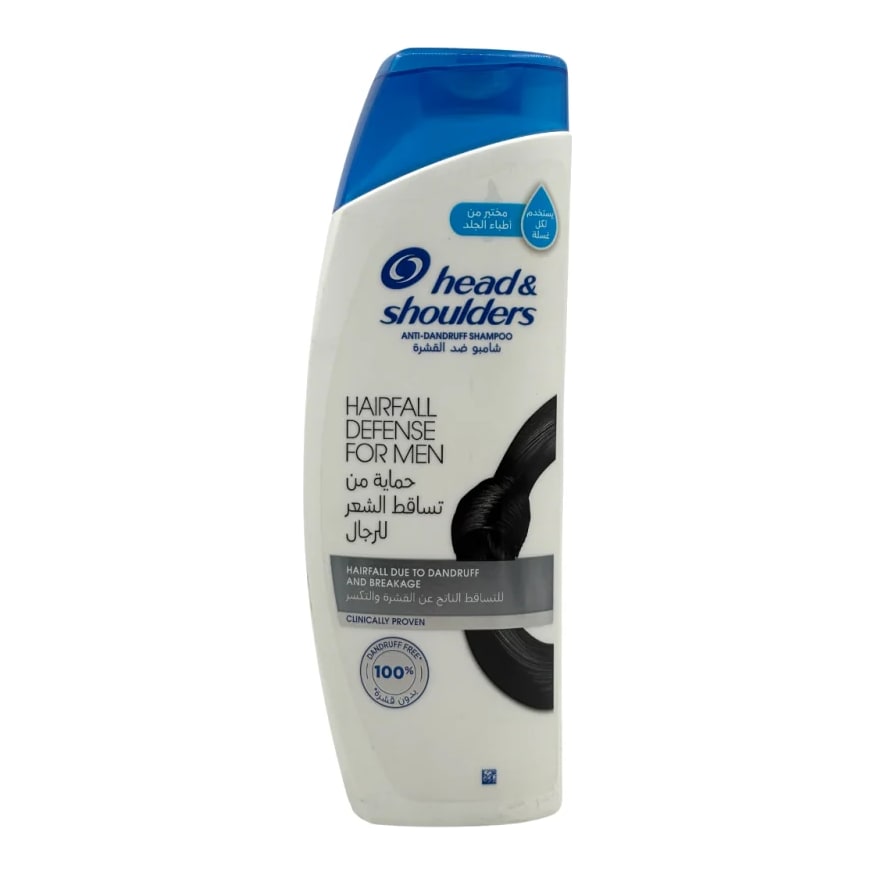 مختبر من
أطباء الجلد
يستخدم
لكل
غسلة
head &
shoulders
ANTI-DANDRUFF SHAMPOO
شامبو ضد القشرة
HAIRFALL
DEFENSE
FOR MEN
حماية من
تساقط الشعر
للرجال
HAIRFALL DUE TO DANDRUFF
AND BREAKAGE
للتساقط الناتج عن القشرة والتكسر
CLINICALLY PROVEN
DANDRUFF FREE*
100%
بدون قشرة*